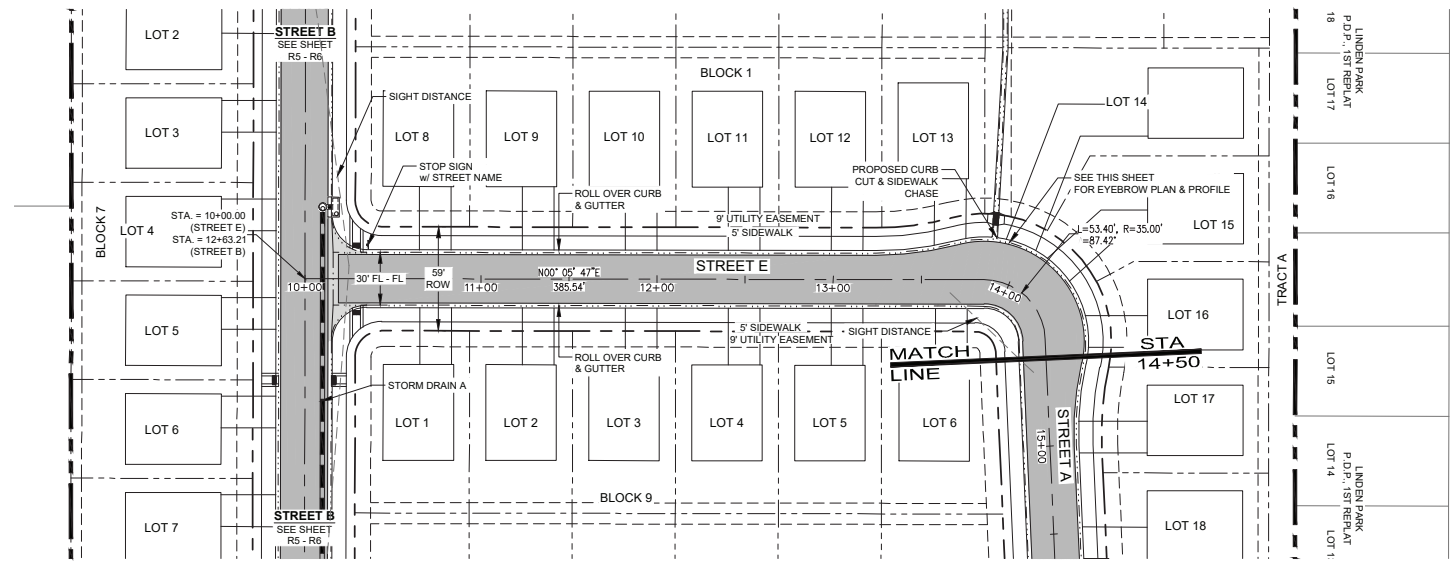 STREET B
SEE SHEET
R5 - R6
LOT 2
LOT 3
LOT 4
LOT 5
LOT 6
LOT 7
BLOCK 7
STA. = 10+00.00
(STREET E)
STA. = 12+63.21
(STREET B)
SIGHT DISTANCE
STOP SIGN
w/ STREET NAME
BLOCK 1
LOT 8
LOT 9
LOT 10
LOT 11
LOT 12
LOT 13
LOT 14
LOT 15
LOT 16
LOT 17
LOT 18
ROLL OVER CURB
& GUTTER
9' UTILITY EASEMENT
5' SIDEWALK
PROPOSED CURB
CUT & SIDEWALK
CHASE
SEE THIS SHEET
FOR EYEBROW PLAN & PROFILE
L=53.40', R=35.00'
=87.42°
STREET E
10+00
30' FL - FL
59'
ROW
11+00
N00° 05' 47"E
385.54'
12+00
13+00
14+00
5' SIDEWALK
9' UTILITY EASEMENT
SIGHT DISTANCE
MATCH
LINE
STA
14+50
ROLL OVER CURB
& GUTTER
STORM DRAIN A
LOT 1
LOT 2
LOT 3
LOT 4
LOT 5
LOT 6
BLOCK 9
STREET A
15+00
STREET B
SEE SHEET
R5 - R6
TRACT A
LINDEN PARK
P.D.P., 1ST REPLAT
18
LOT 17
LOT 16
LOT 15
LINDEN PARK
P.D.P., 1ST REPLAT
LOT 14